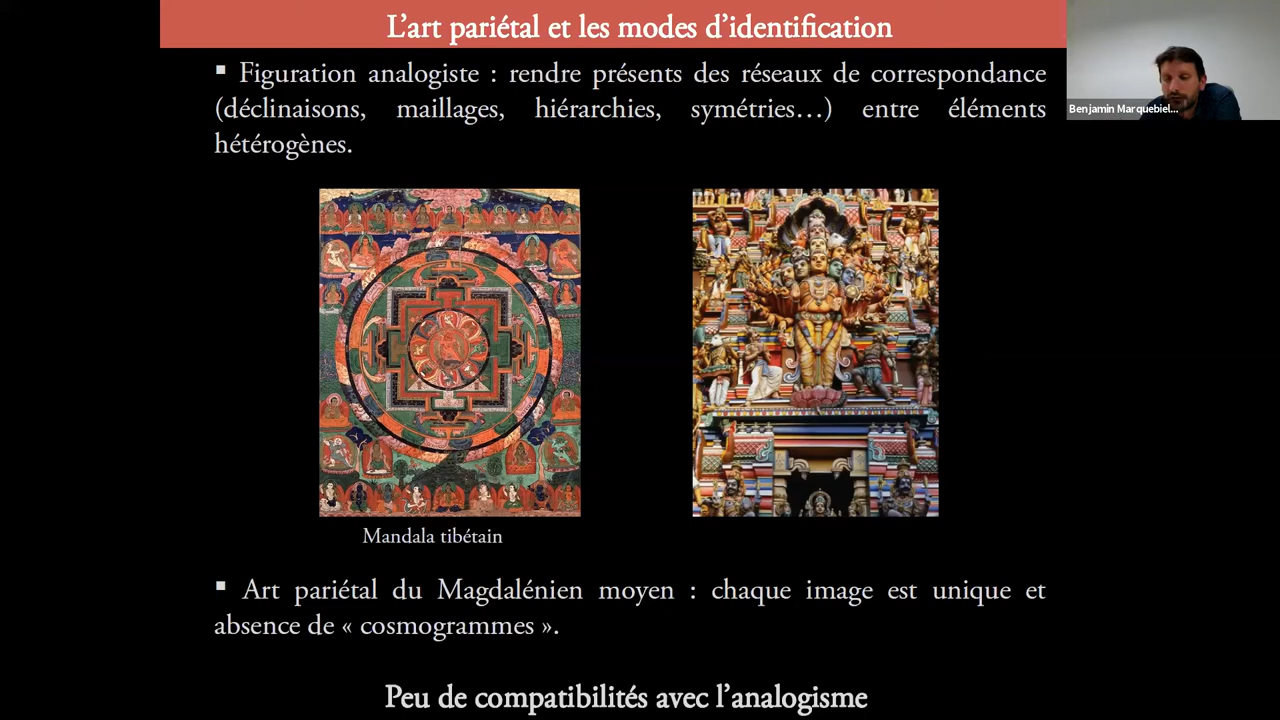 L'art pariétal et les modes d'identification
Benjamin Marquebiel...
▪ Figuration analogiste : rendre présents des réseaux de correspondance
(déclinaisons, maillages, hiérarchies, symétries…) entre éléments
hétérogènes.
Mandala tibétain
▪ Art pariétal du Magdalénien moyen : chaque image est unique et
absence de « cosmogrammes ».
Peu de compatibilités avec l'analogisme